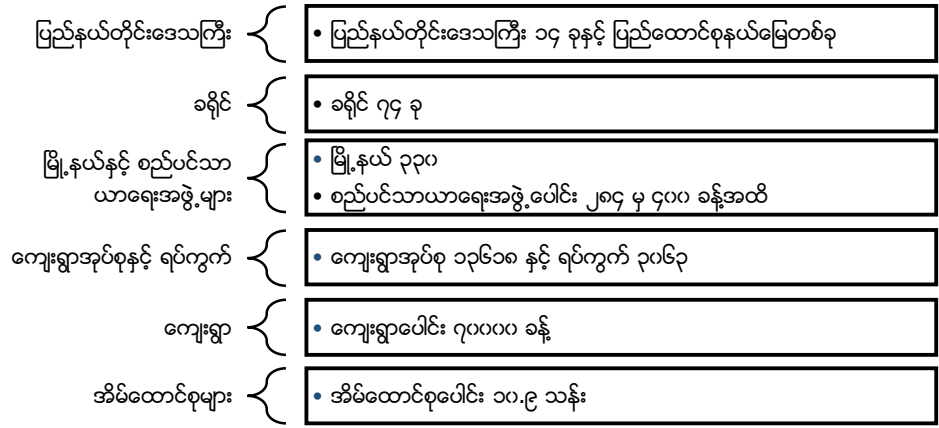 ပြည်နယ်တိုင်းဒေသကြီး
• ပြည်နယ်တိုင်းဒေသကြီး ၁၄ ခုနှင့် ပြည်ထောင်စုနယ်မြေတစ်ခု
ခရိုင်
• ခရိုင် ၇၄ ခု
မြို့နယ်နှင့် စည်ပင်သာ
ယာရေးအဖွဲ့များ
• မြို့နယ် ၃၃၀
• စည်ပင်သာယာရေးအဖွဲ့ပေါင်း ၂၈၄ မှ ၄၀၀ ခန့်အထိ
ကျေးရွာအုပ်စုနှင့် ရပ်ကွက်
• ကျေးရွာအုပ်စု ၁၃၆၁၈ နှင့် ရပ်ကွက် ၃၀၆၃
ကျေးရွာ
• ကျေးရွာပေါင်း ၇၀၀၀၀ ခန့်
အိမ်ထောင်စုများ
• အိမ်ထောင်စုပေါင်း ၁၀.၉ သန်း